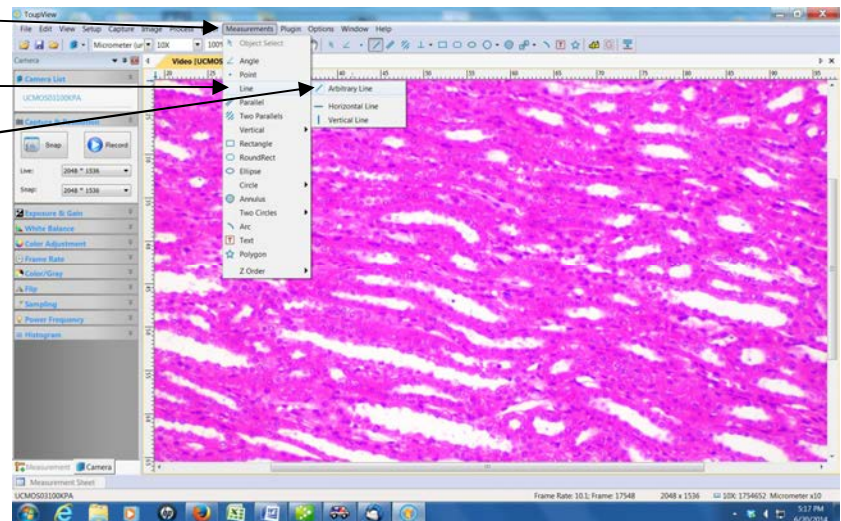 ToupView
File Edit View Setup Capture Image Process Measurements Plugin Options Window Help
Micrometer (ur 10X 100%
Camera
Video [UCMOS
Camera List
UCMOS03100KPA
Snap Record
Live: 2048 * 1536
Snap: 2048 * 1536
Exposure & Gain
White Balance
Color Adjustment
Frame Rate
Color/Gray
Flip
Sampling
Power Frequency
Histogram
Object Select
Angle
Point
Line
Parallel
Two Parallels
Vertical
Rectangle
RoundRect
Ellipse
Circle
Annulus
Two Circles
Arc
Text
Polygon
Z Order
Arbitrary Line
Horizontal Line
Vertical Line
Measurement Camera
Measurement Sheet
UCMOS03100KPA Frame Rate: 10.1; Frame: 17548 2048 x 1536 10X: 1754652 Micrometer x10
5:17 PM
6/20/2014